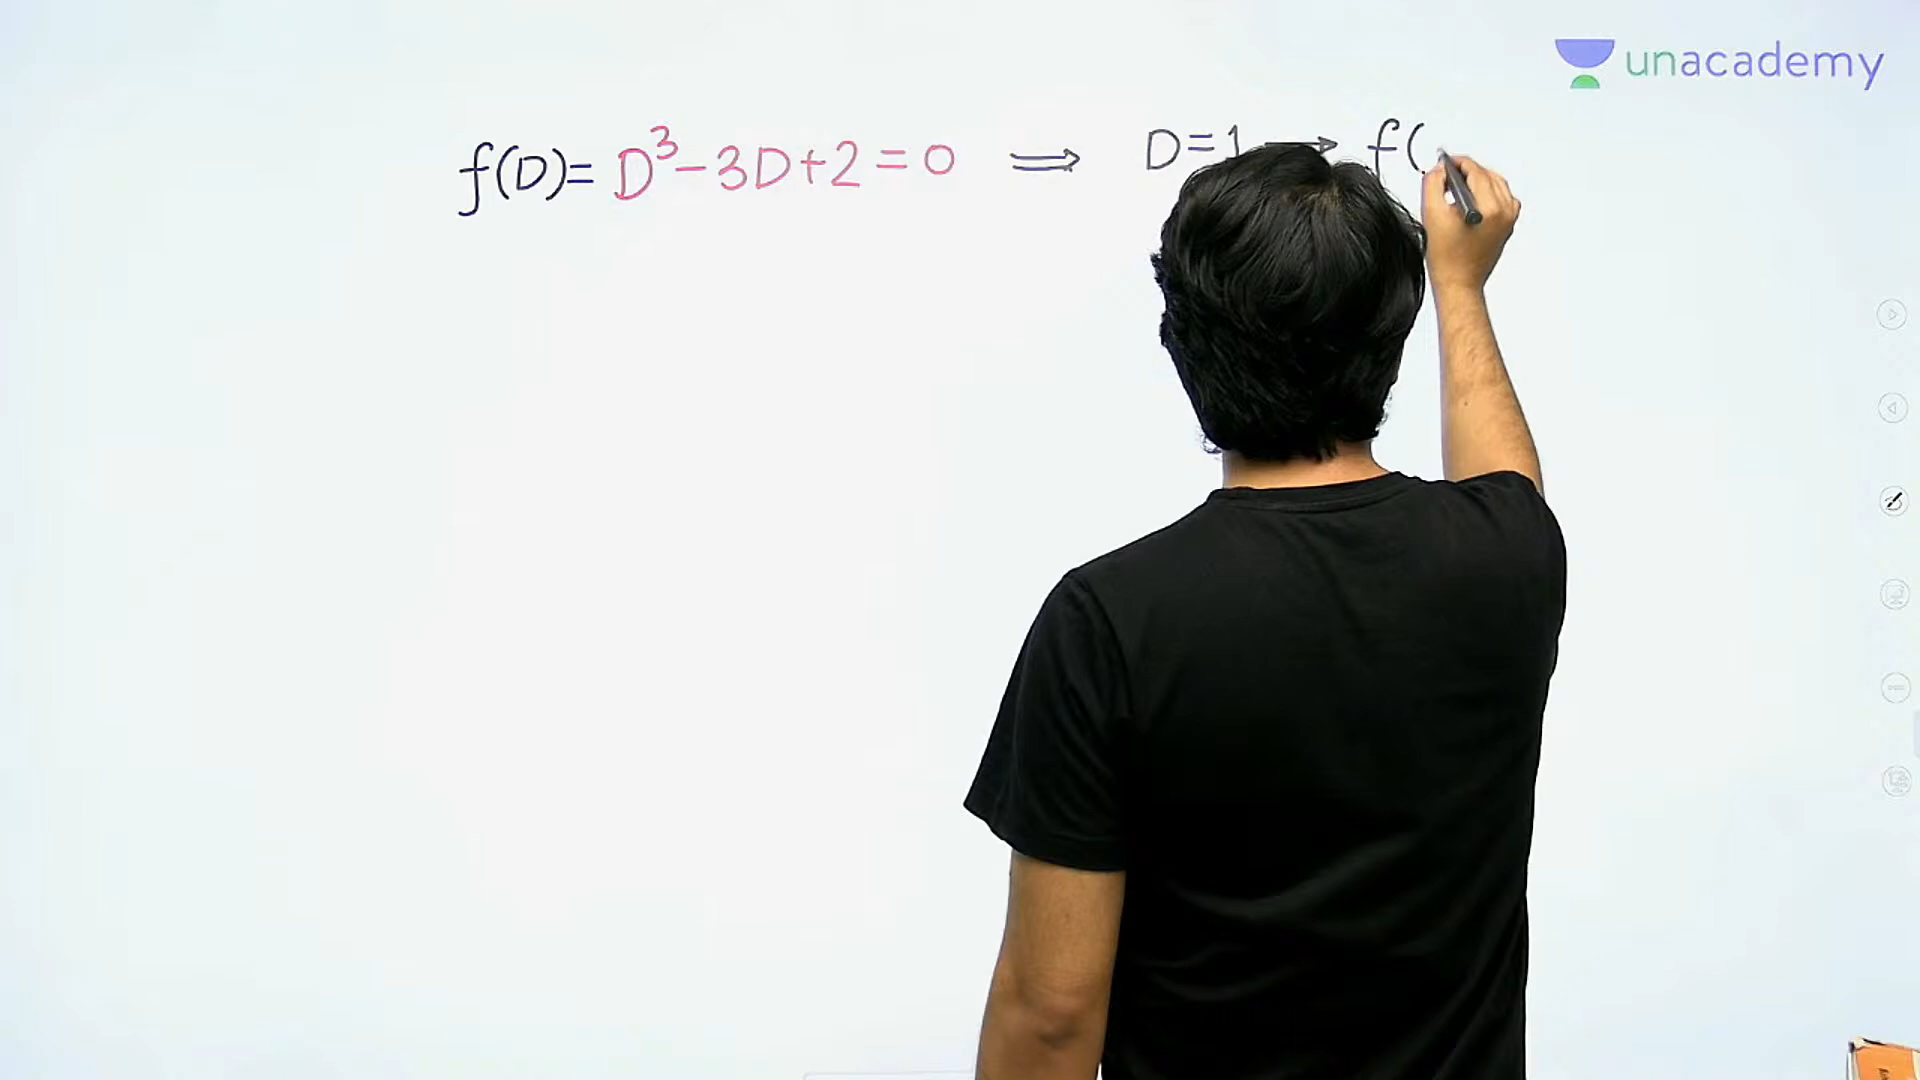 unacademy
f(D)= D³-3D+2=0 ⟹ D=1 → f(